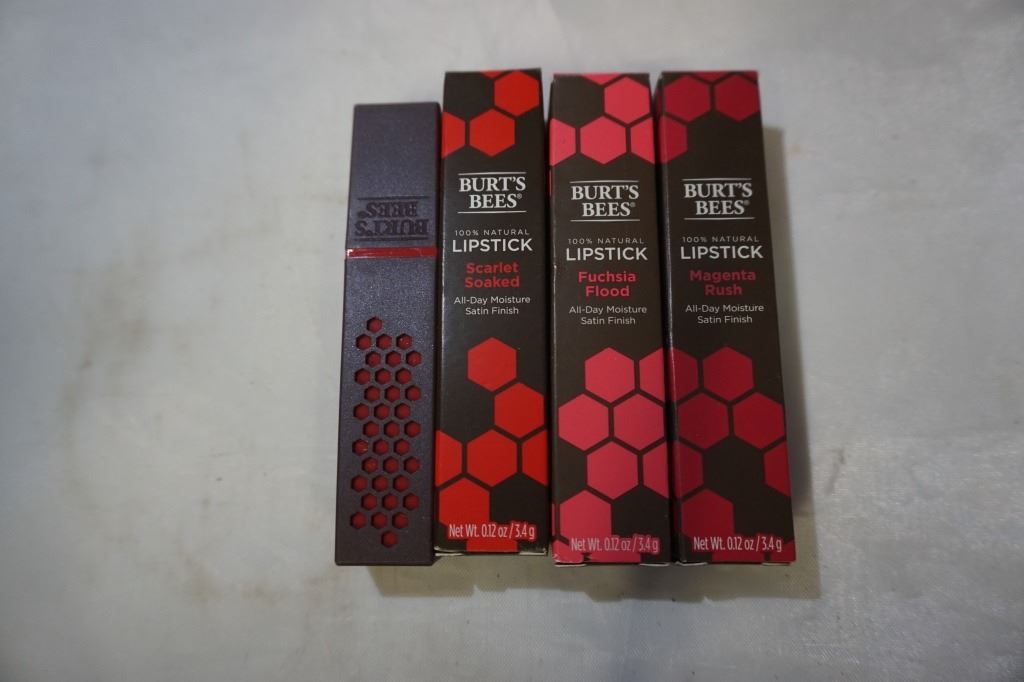 BURT'S
BEES®
BURT'S
BEES®
100% NATURAL
LIPSTICK
Scarlet
Soaked
All-Day Moisture
Satin Finish
Net Wt. 0.12 oz / 3.4 g
BURT'S
BEES®
100% NATURAL
LIPSTICK
Fuchsia
Flood
All-Day Moisture
Satin Finish
Net Wt. 0.12 oz / 3.4 g
BURT'S
BEES®
100% NATURAL
LIPSTICK
Magenta
Rush
All-Day Moisture
Satin Finish
Net Wt. 0.12 oz / 3.4 g